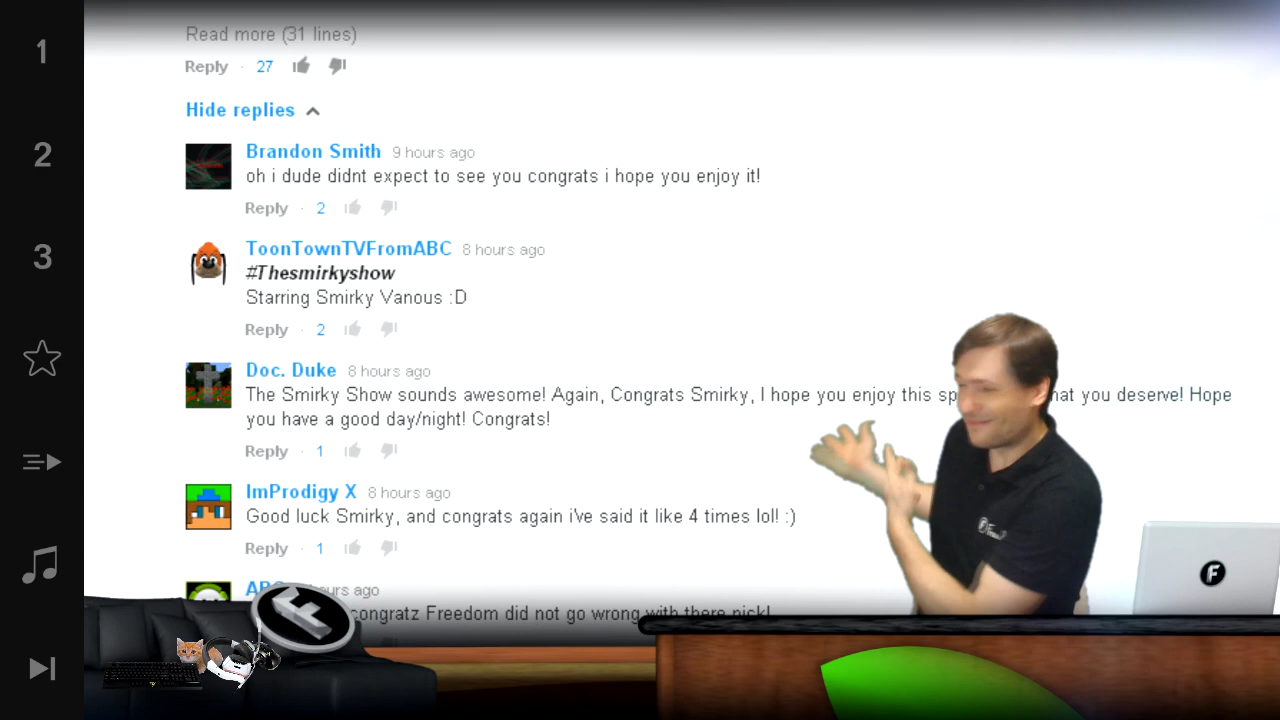 1
2
3
Read more (31 lines)
Reply · 27
Hide replies
Brandon Smith 9 hours ago
oh i dude didnt expect to see you congrats i hope you enjoy it!
Reply · 2
ToonTownTVFromABC 8 hours ago
#Thesmirkyshow
Starring Smirky Vanous :D
Reply · 2
Doc. Duke 8 hours ago
The Smirky Show sounds awesome! Again, Congrats Smirky, I hope you enjoy this you deserve! Hope
you have a good day/night! Congrats!
Reply · 1
ImProdigy X 8 hours ago
Good luck Smirky, and congrats again i've said it like 4 times lol! :)
Reply · 1
ago
congratz Freedom did not go wrong with there pick!
F
F